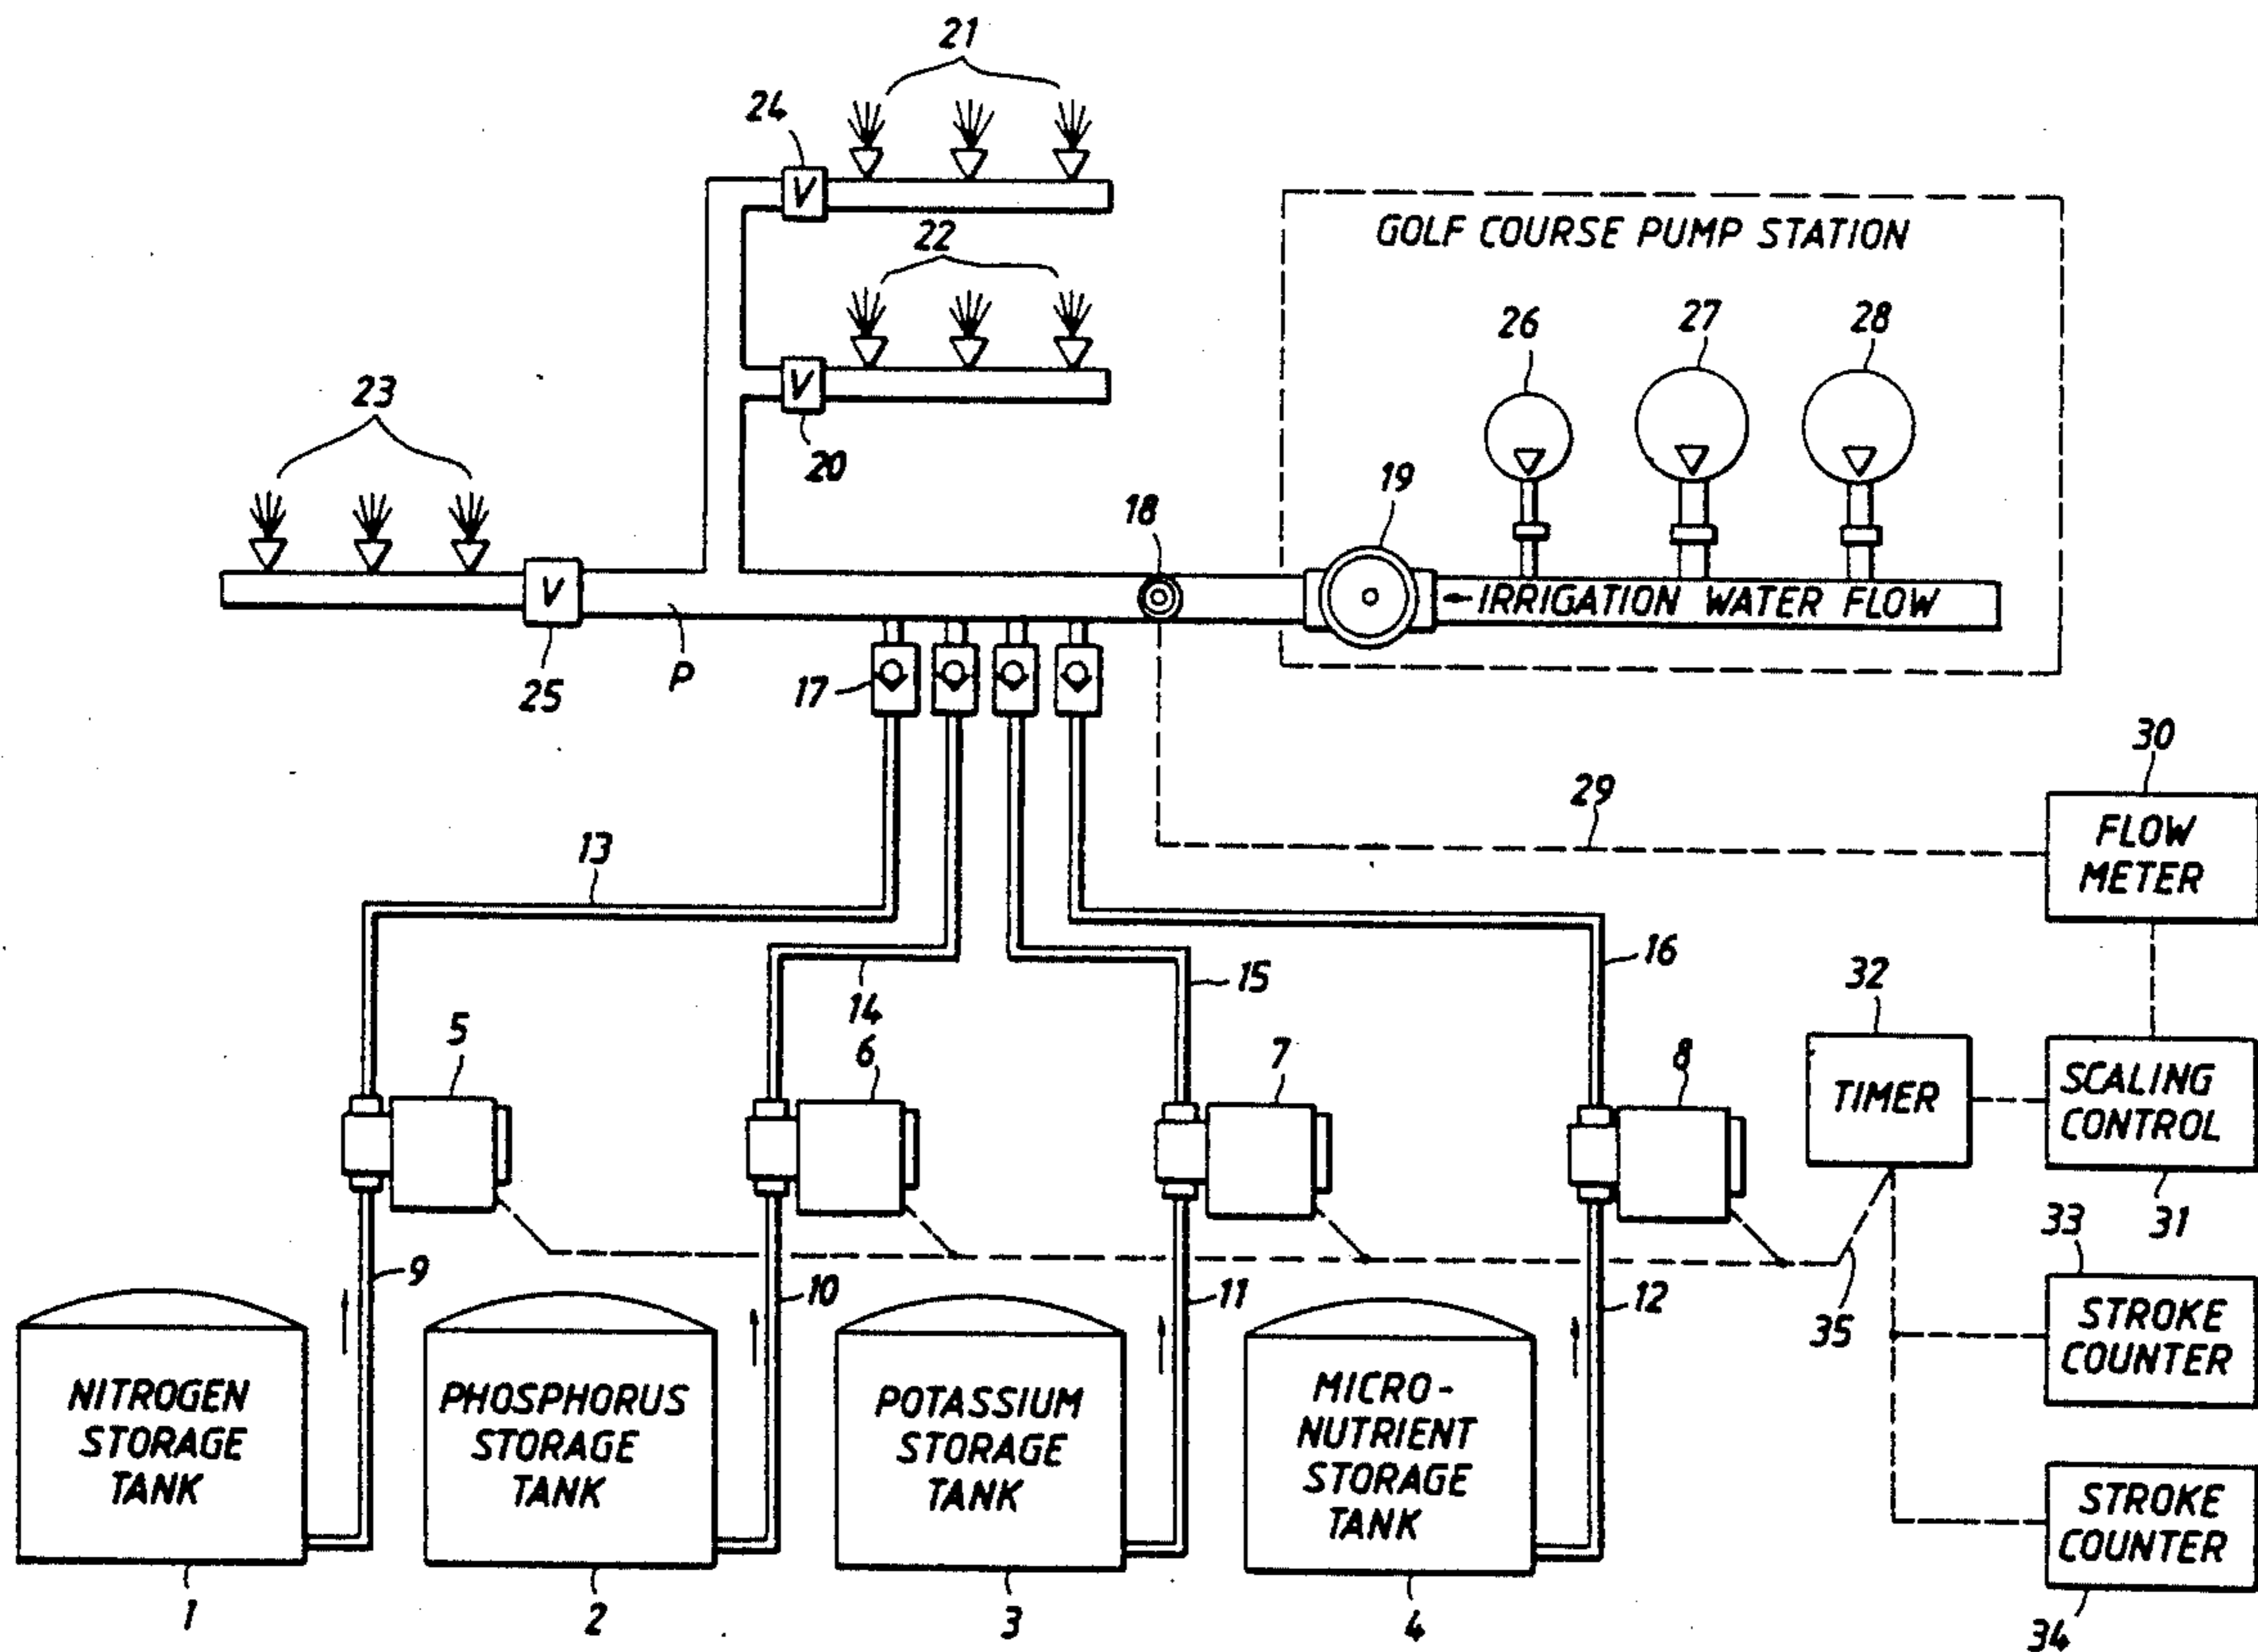 21
24
V
GOLF COURSE PUMP STATION
22
26
27
28
23
V
20
19
18
V
←IRRIGATION WATER FLOW
25
P
17
30
29
FLOW
METER
13
16
15
14
32
5
6
7
8
TIMER
SCALING
CONTROL
31
33
9
10
11
12
35
STROKE
COUNTER
NITROGEN
STORAGE
TANK
PHOSPHORUS
STORAGE
TANK
POTASSIUM
STORAGE
TANK
MICRO-
NUTRIENT
STORAGE
TANK
STROKE
COUNTER
1
2
3
4
34